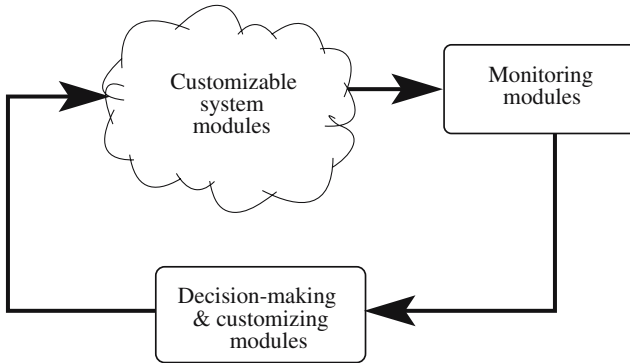 Customizable
system
modules
Monitoring
modules
Decision-making
& customizing
modules